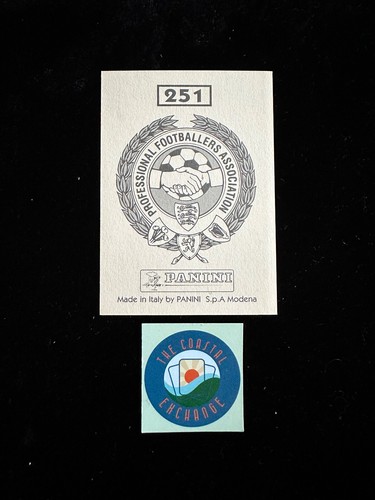 251
PROFESSIONAL FOOTBALLERS ASSOCIATION
PANINI
Made in Italy by PANINI S.p.A Modena
THE COASTAL
EXCHANGE